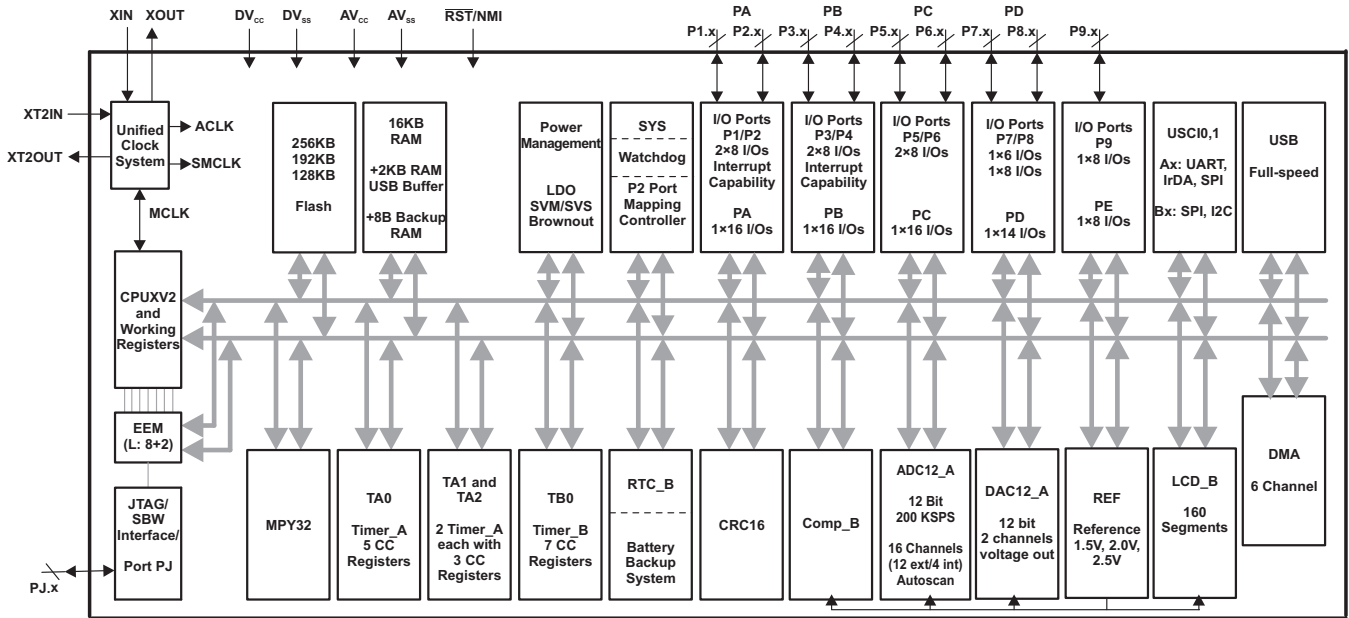 XIN XOUT DVCC DVSS AVCC AVSS RST/NMI PA PB PC PD
P1.x P2.x P3.x P4.x P5.x P6.x P7.x P8.x P9.x
XT2IN
XT2OUT
Unified
Clock
System
ACLK
SMCLK
MCLK
256KB
192KB
128KB
Flash
16KB
RAM
+2KB RAM
USB Buffer
+8B Backup
RAM
Power
Management
LDO
SVM/SVS
Brownout
SYS
Watchdog
P2 Port
Mapping
Controller
I/O Ports
P1/P2
2×8 I/Os
Interrupt
Capability
PA
1×16 I/Os
I/O Ports
P3/P4
2×8 I/Os
Interrupt
Capability
PB
1×16 I/Os
I/O Ports
P5/P6
2×8 I/Os
PC
1×16 I/Os
I/O Ports
P7/P8
1×6 I/Os
1×8 I/Os
PD
1×14 I/Os
I/O Ports
P9
1×8 I/Os
PE
1×8 I/Os
USCI0,1
Ax: UART,
IrDA, SPI
Bx: SPI, I2C
USB
Full-speed
CPUXV2
and
Working
Registers
EEM
(L: 8+2)
JTAG/
SBW
Interface/
Port PJ
PJ.x
MPY32
TA0
Timer_A
5 CC
Registers
TA1 and
TA2
2 Timer_A
each with
3 CC
Registers
TB0
Timer_B
7 CC
Registers
RTC_B
Battery
Backup
System
CRC16
Comp_B
ADC12_A
12 Bit
200 KSPS
16 Channels
(12 ext/4 int)
Autoscan
DAC12_A
12 bit
2 channels
voltage out
REF
Reference
1.5V, 2.0V,
2.5V
LCD_B
160
Segments
DMA
6 Channel